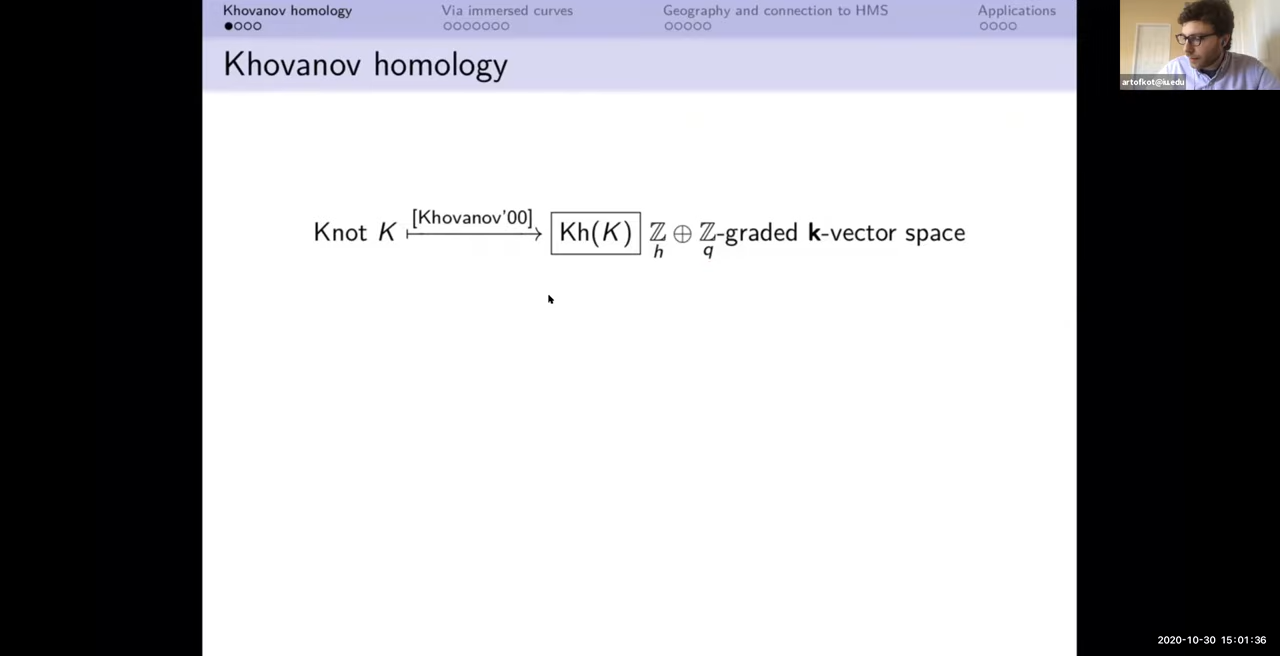 Khovanov homology Via immersed curves Geography and connection to HMS Applications
Khovanov homology
artofkot@iu.edu
[Khovanov'00]
Knot K ⟼ Kh(K) ℤ ⊕ ℤ-graded k-vector space
h q
2020-10-30 15:01:36